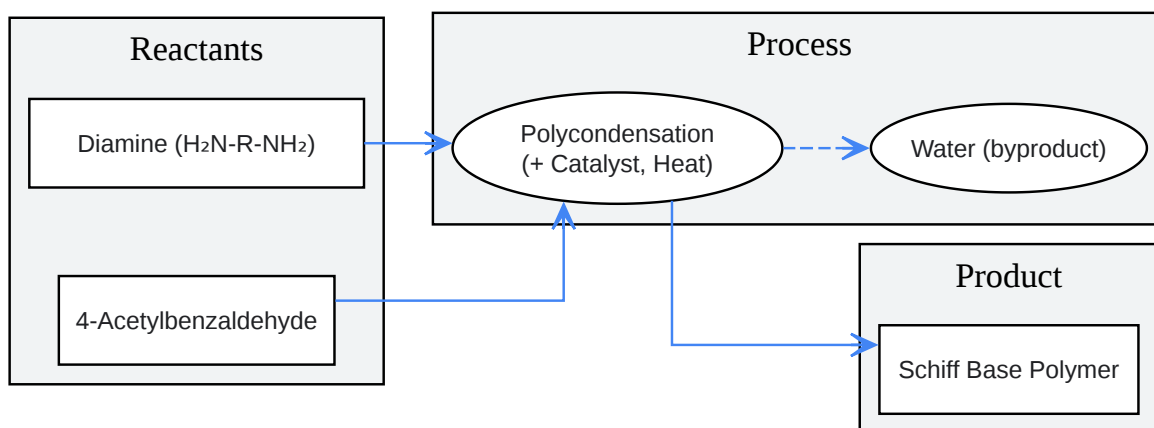 Reactants
Process
Diamine (H₂N-R-NH₂)
Polycondensation
(+ Catalyst, Heat)
Water (byproduct)
4-Acetylbenzaldehyde
Product
Schiff Base Polymer